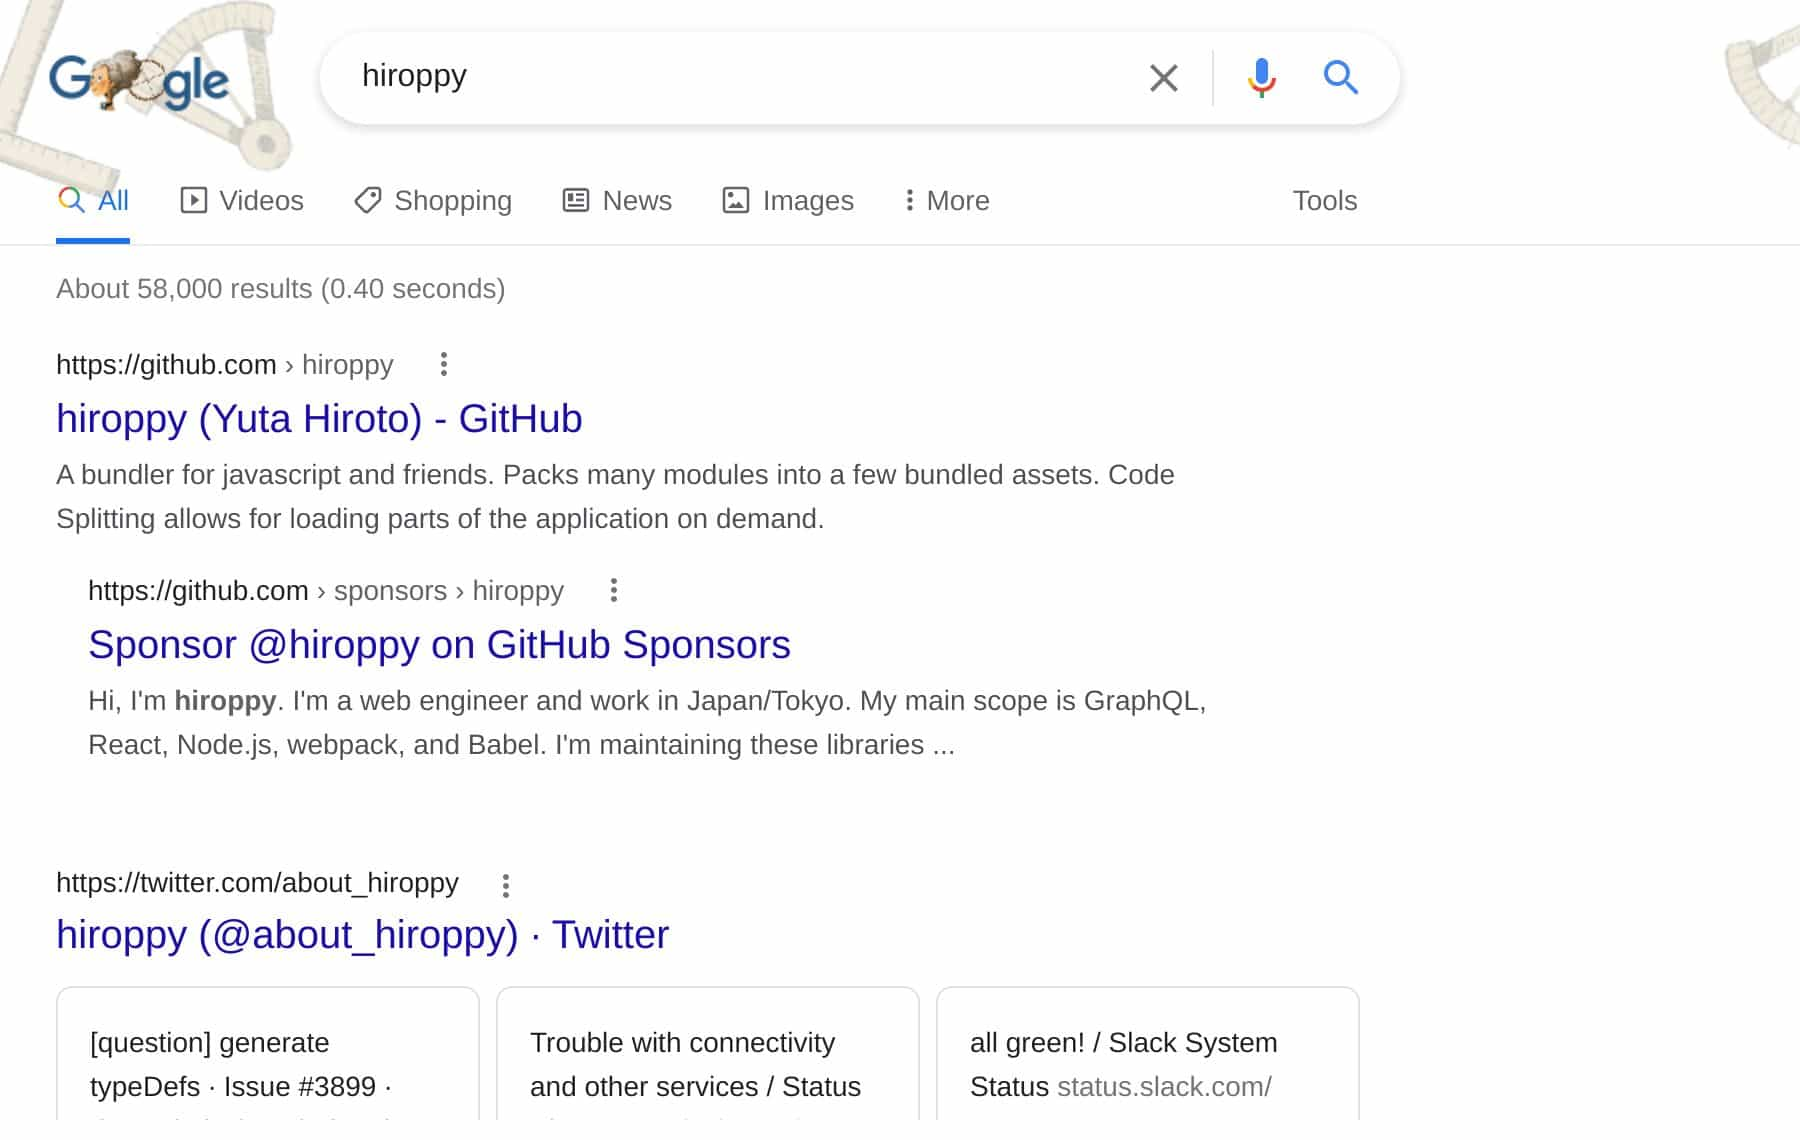 Google
hiroppy
All Videos Shopping News Images More Tools
About 58,000 results (0.40 seconds)
https://github.com › hiroppy
hiroppy (Yuta Hiroto) - GitHub
A bundler for javascript and friends. Packs many modules into a few bundled assets. Code
Splitting allows for loading parts of the application on demand.
https://github.com › sponsors › hiroppy
Sponsor @hiroppy on GitHub Sponsors
Hi, I'm hiroppy. I'm a web engineer and work in Japan/Tokyo. My main scope is GraphQL,
React, Node.js, webpack, and Babel. I'm maintaining these libraries ...
https://twitter.com/about_hiroppy
hiroppy (@about_hiroppy) · Twitter
[question] generate
typeDefs · Issue #3899 ·
Trouble with connectivity
and other services / Status
all green! / Slack System
Status status.slack.com/